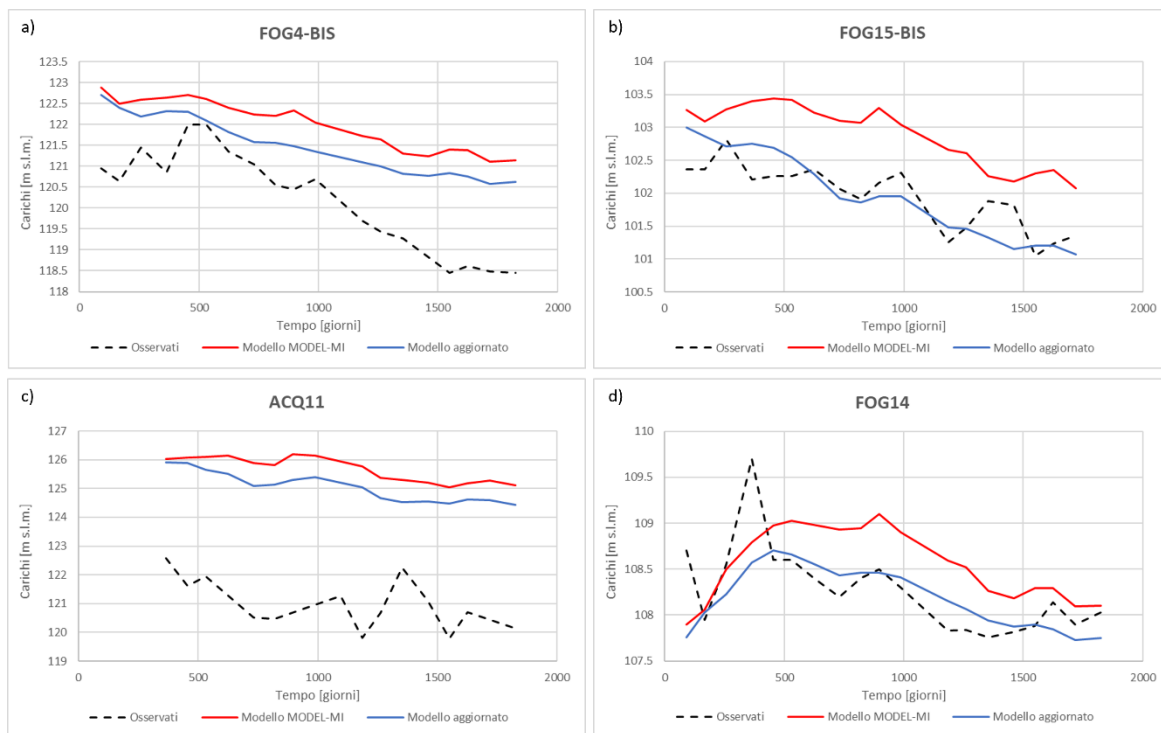 a)
FOG4-BIS
123.5
123
122.5
122
121.5
121
120.5
120
119.5
119
118.5
118
Carichi [m s.l.m.]
0 500 1000 1500 2000
Tempo [giorni]
Osservati Modello MODEL-MI Modello aggiornato
b)
FOG15-BIS
104
103.5
103
102.5
102
101.5
101
100.5
Carichi [m s.l.m.]
0 500 1000 1500 2000
Tempo [giorni]
Osservati Modello MODEL-MI Modello aggiornato
c)
ACQ11
127
126
125
124
123
122
121
120
119
Carichi [m s.l.m.]
0 500 1000 1500 2000
Tempo [giorni]
Osservati Modello MODEL-MI Modello aggiornato
d)
FOG14
110
109.5
109
108.5
108
107.5
Carichi [m s.l.m.]
0 500 1000 1500 2000
Tempo [giorni]
Osservati Modello MODEL-MI Modello aggiornato